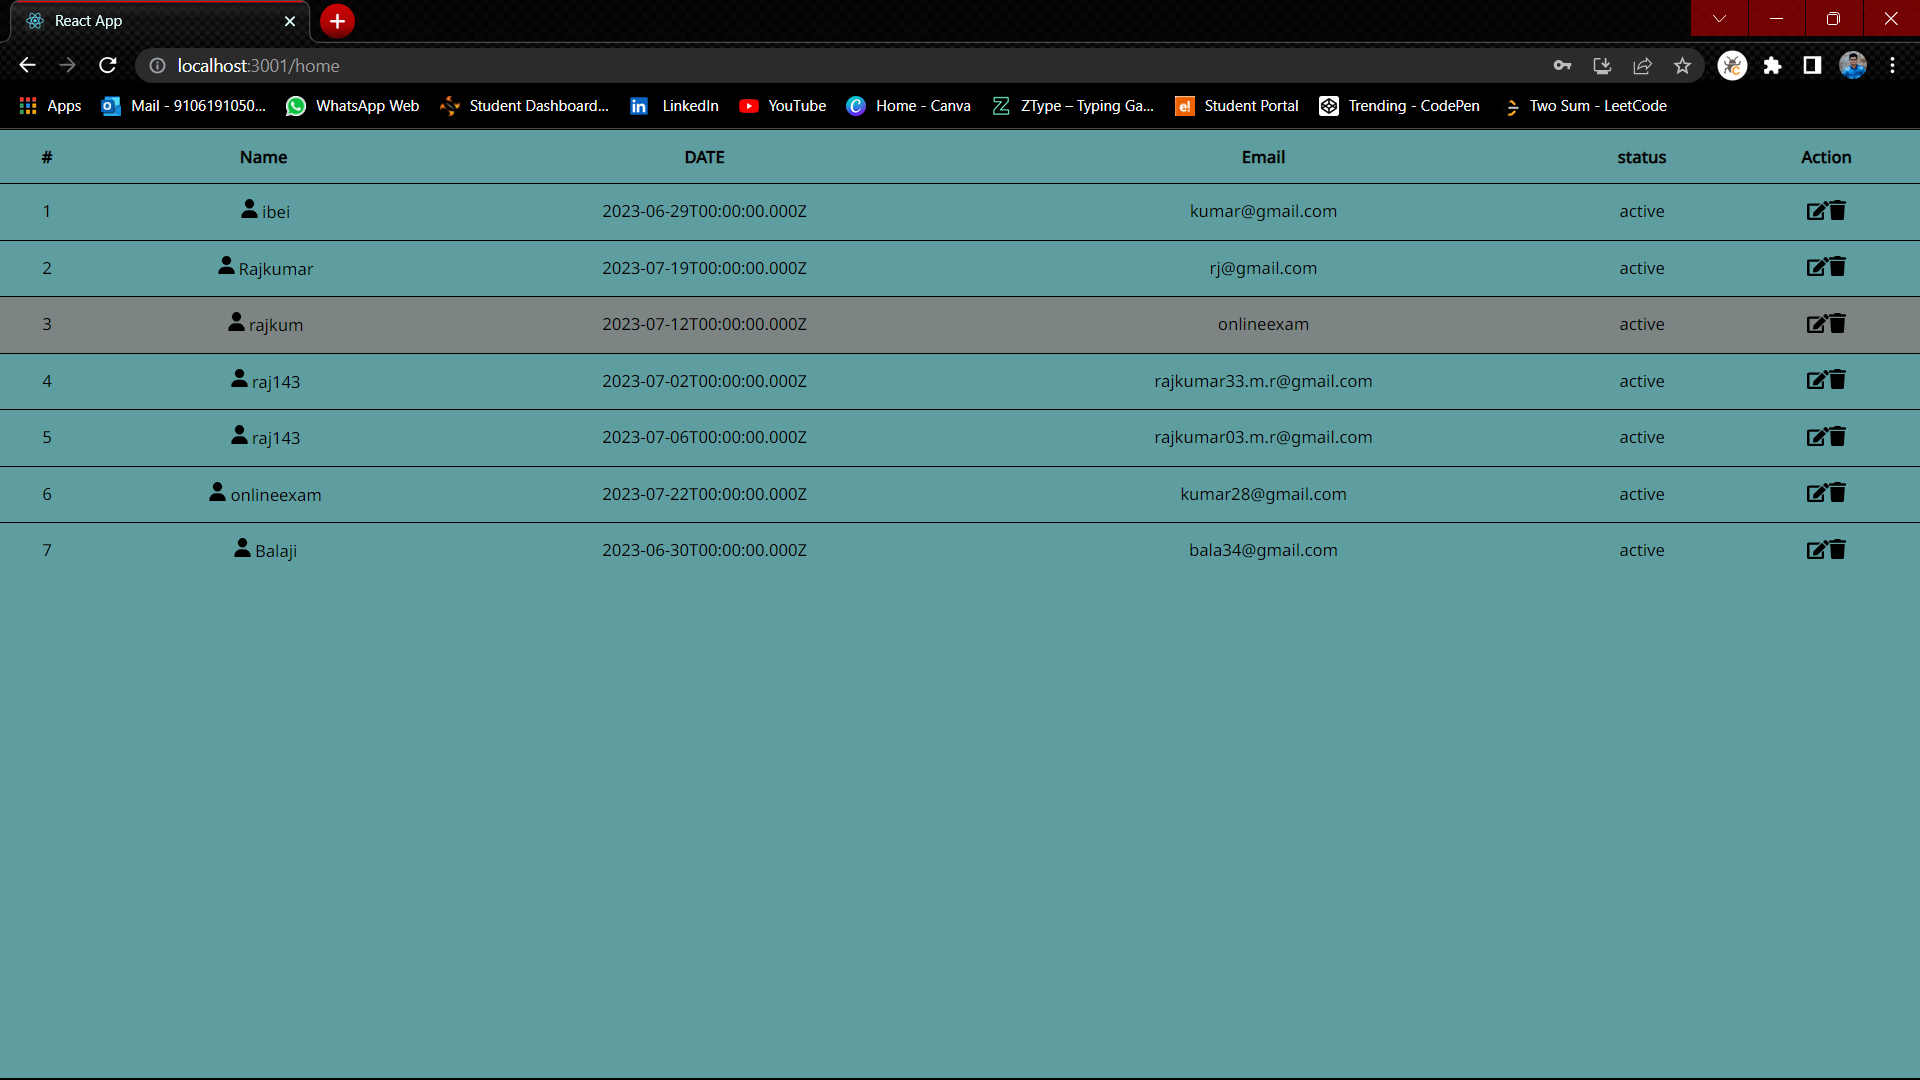 React App
localhost:3001/home
Apps Mail - 9106191050... WhatsApp Web Student Dashboard... LinkedIn YouTube Home - Canva ZType – Typing Ga... e! Student Portal Trending - CodePen Two Sum - LeetCode
# Name DATE Email status Action
1 ibei 2023-06-29T00:00:00.000Z kumar@gmail.com active
2 Rajkumar 2023-07-19T00:00:00.000Z rj@gmail.com active
3 rajkum 2023-07-12T00:00:00.000Z onlineexam active
4 raj143 2023-07-02T00:00:00.000Z rajkumar33.m.r@gmail.com active
5 raj143 2023-07-06T00:00:00.000Z rajkumar03.m.r@gmail.com active
6 onlineexam 2023-07-22T00:00:00.000Z kumar28@gmail.com active
7 Balaji 2023-06-30T00:00:00.000Z bala34@gmail.com active